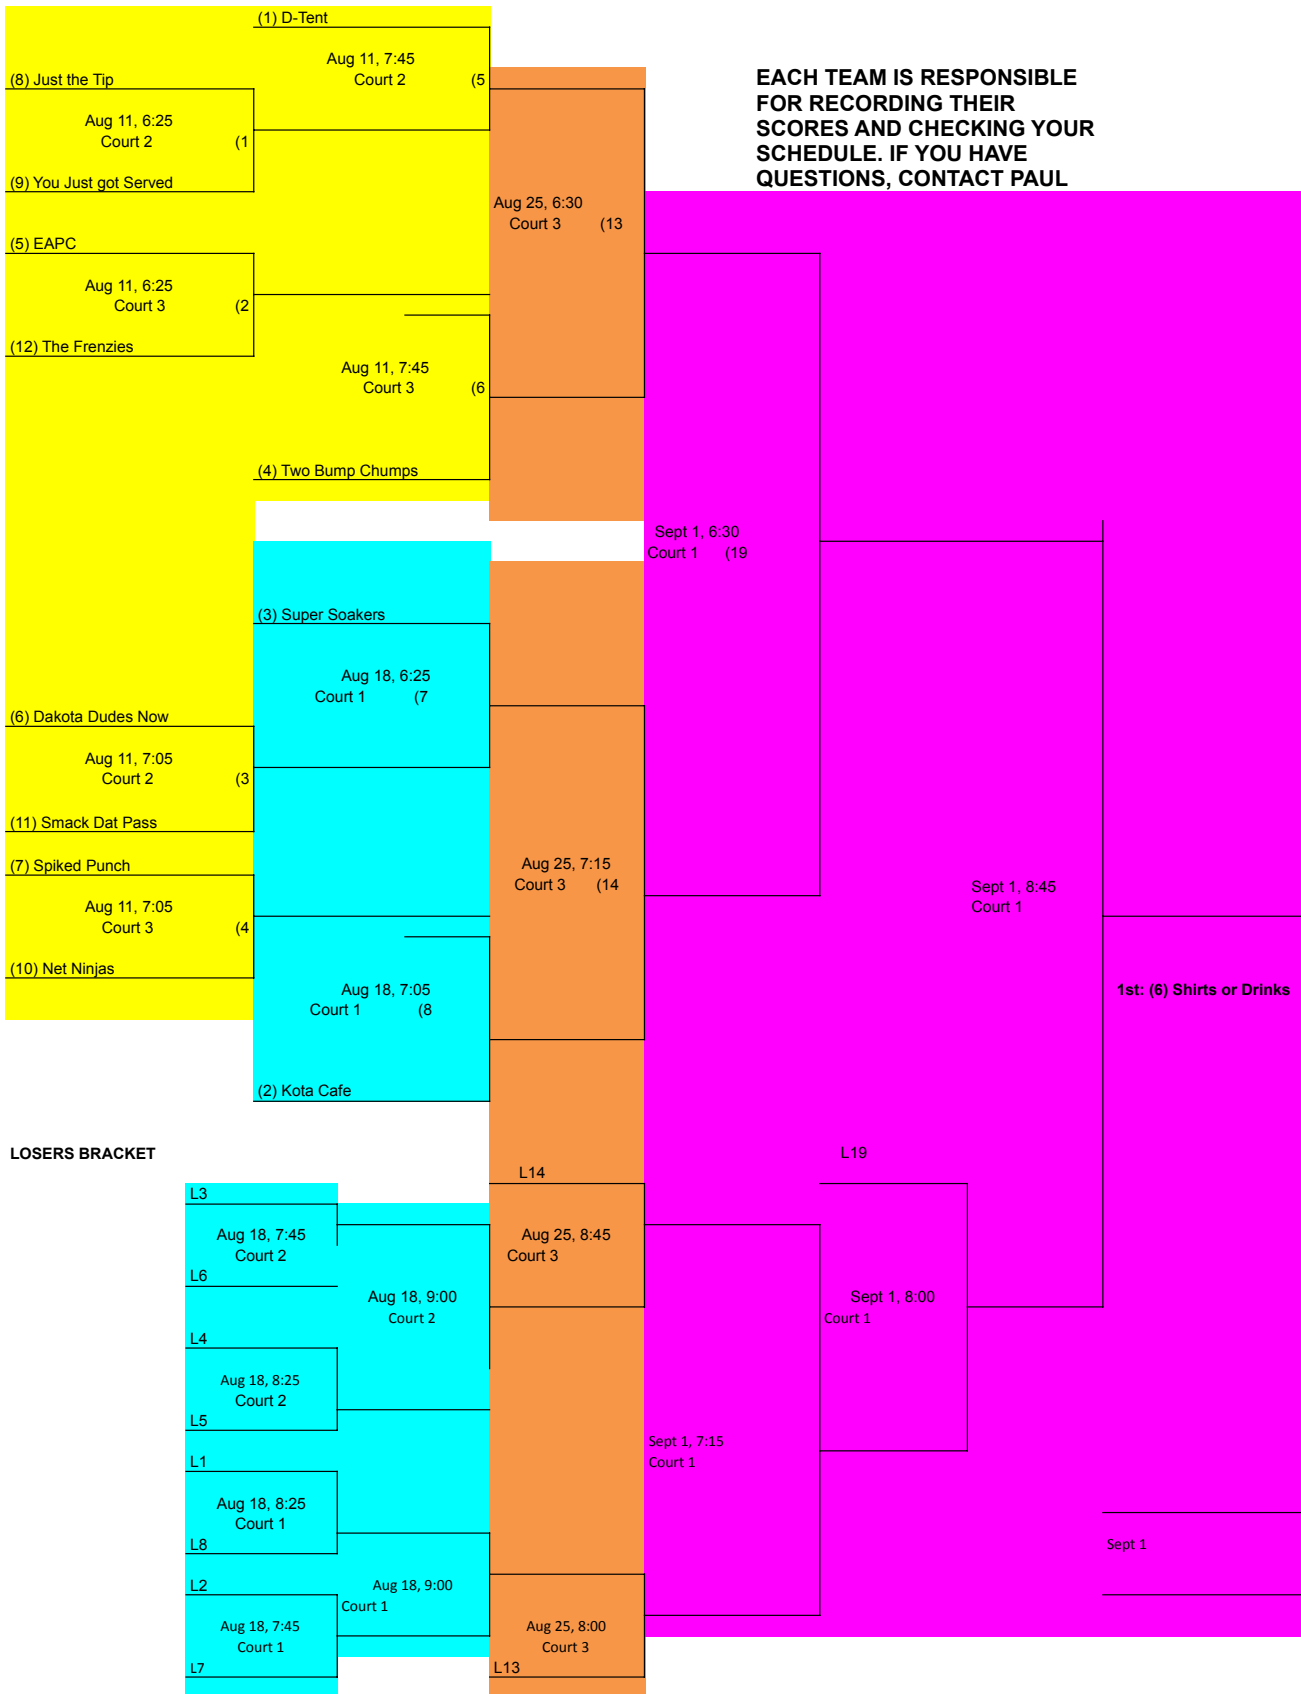 (1) D-Tent
Aug 11, 7:45
Court 2 (5
(8) Just the Tip
Aug 11, 6:25
Court 2 (1
(9) You Just got Served
EACH TEAM IS RESPONSIBLE
FOR RECORDING THEIR
SCORES AND CHECKING YOUR
SCHEDULE. IF YOU HAVE
QUESTIONS, CONTACT PAUL
Aug 25, 6:30
Court 3 (13
(5) EAPC
Aug 11, 6:25
Court 3 (2
(12) The Frenzies
Aug 11, 7:45
Court 3 (6
(4) Two Bump Chumps
Sept 1, 6:30
Court 1 (19
(3) Super Soakers
Aug 18, 6:25
Court 1 (7
(6) Dakota Dudes Now
Aug 11, 7:05
Court 2 (3
(11) Smack Dat Pass
(7) Spiked Punch
Aug 11, 7:05
Court 3 (4
(10) Net Ninjas
Aug 25, 7:15
Court 3 (14
Sept 1, 8:45
Court 1
Aug 18, 7:05
Court 1 (8
1st: (6) Shirts or Drinks
(2) Kota Cafe
LOSERS BRACKET
L19
L14
L3
Aug 18, 7:45
Court 2
L6
Aug 25, 8:45
Court 3
Aug 18, 9:00
Court 2
Sept 1, 8:00
Court 1
L4
Aug 18, 8:25
Court 2
L5
Sept 1, 7:15
Court 1
L1
Aug 18, 8:25
Court 1
L8
Sept 1
L2
Aug 18, 9:00
Court 1
Aug 18, 7:45
Court 1
L7
Aug 25, 8:00
Court 3
L13